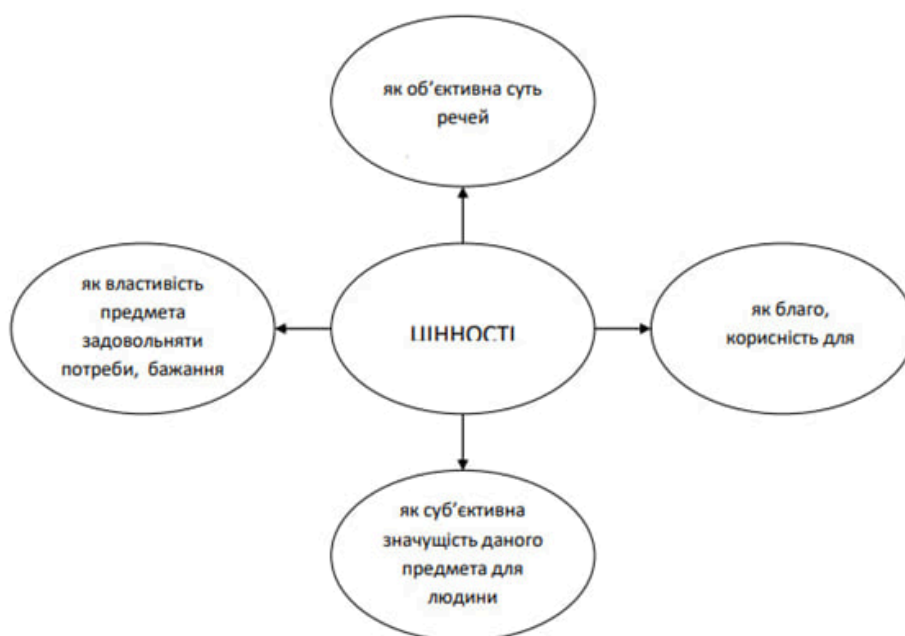 як об’єктивна суть
речей
як властивість
предмета
задовольняти
потреби, бажання
ЦІННОСТІ
як благо,
корисність для
як суб’єктивна
значущість даного
предмета для
людини